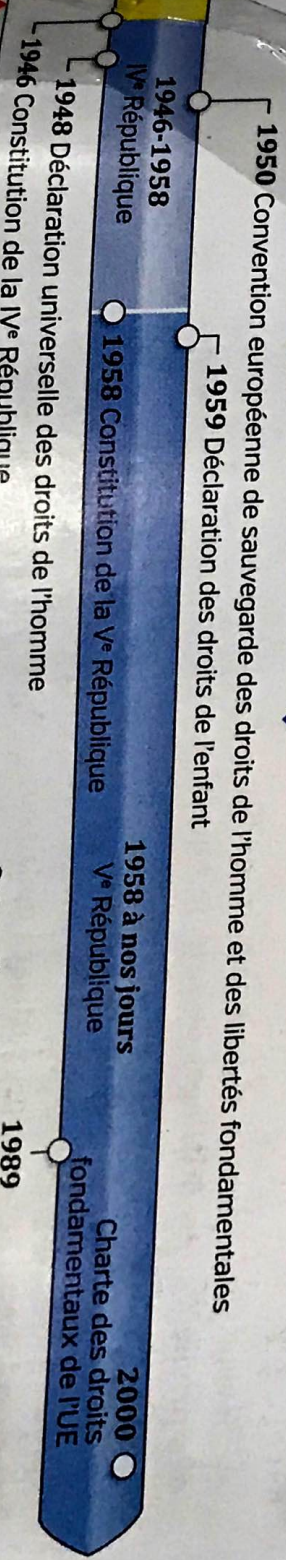 1950 Convention européenne de sauvegarde des droits de l'homme et des libertés fondamentales
1959 Déclaration des droits de l'enfant
1946-1958
IVe République
1958 à nos jours
Ve République
2000
Charte des droits
fondamentaux de l'UE
1958 Constitution de la Ve République
1948 Déclaration universelle des droits de l'homme
1946 Constitution de la IVe République
1989